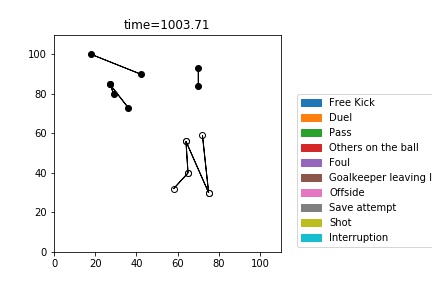 time=1003.71
100
80
60
40
20
0
0 20 40 60 80 100
Free Kick
Duel
Pass
Others on the ball
Foul
Goalkeeper leaving l
Offside
Save attempt
Shot
Interruption